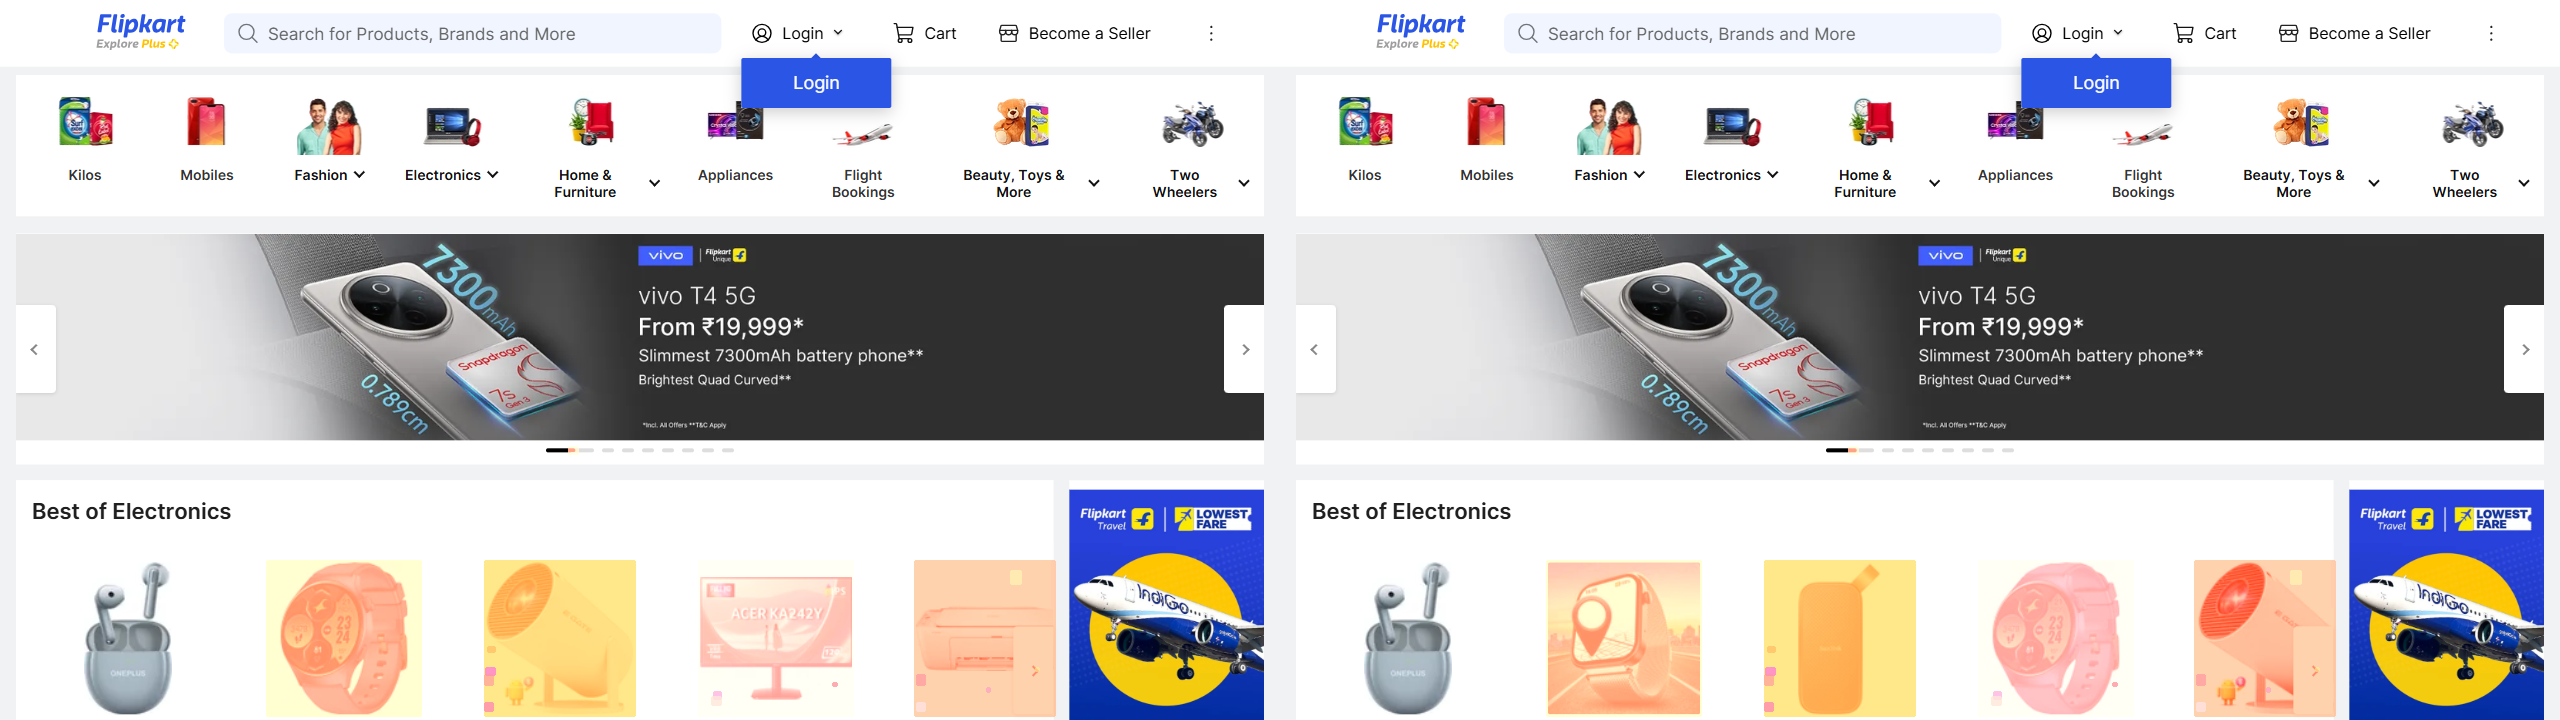 Flipkart
Explore Plus
Search for Products, Brands and More
Login
Cart
Become a Seller
Login
Kilos
Mobiles
Fashion
Electronics
Home & Furniture
Appliances
Flight Bookings
Beauty, Toys & More
Two Wheelers
7300mAh
Snapdragon
7s Gen 3
0.789cm
vivo
Flipkart Unique
vivo T4 5G
From ₹19,999*
Slimmest 7300mAh battery phone**
Brightest Quad Curved**
*Incl. All Offers **T&C Apply
Best of Electronics
ONEPLUS
23
24
ACER KA242Y
Flipkart Travel
LOWEST FARE
IndiGo
Flipkart
Explore Plus
Search for Products, Brands and More
Login
Cart
Become a Seller
Login
Kilos
Mobiles
Fashion
Electronics
Home & Furniture
Appliances
Flight Bookings
Beauty, Toys & More
Two Wheelers
7300mAh
Snapdragon
7s Gen 3
0.789cm
vivo
Flipkart Unique
vivo T4 5G
From ₹19,999*
Slimmest 7300mAh battery phone**
Brightest Quad Curved**
*Incl. All Offers **T&C Apply
Best of Electronics
ONEPLUS
23
24
Flipkart Travel
LOWEST FARE
IndiGo